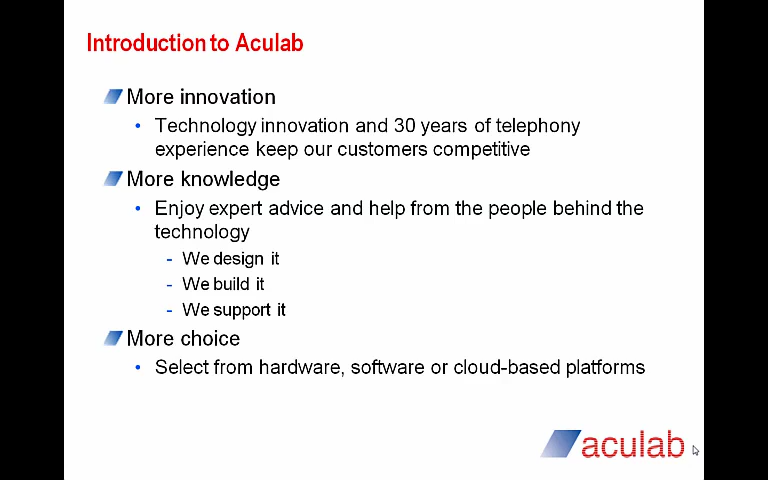 Introduction to Aculab
More innovation
• Technology innovation and 30 years of telephony
experience keep our customers competitive
More knowledge
• Enjoy expert advice and help from the people behind the
technology
- We design it
- We build it
- We support it
More choice
• Select from hardware, software or cloud-based platforms
aculab